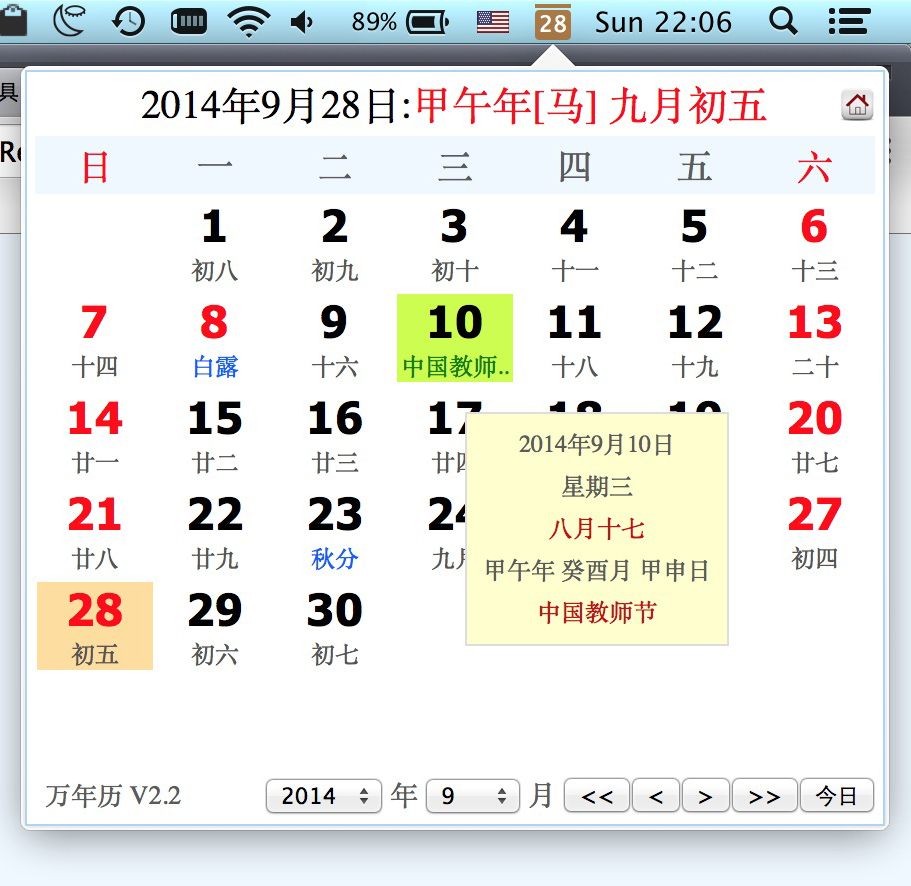 89% 28 Sun 22:06
具
Re
2014年9月28日:甲午年[马] 九月初五
日 一 二 三 四 五 六
1 2 3 4 5 6
初八 初九 初十 十一 十二 十三
7 8 9 10 11 12 13
十四 白露 十六 中国教师.. 十八 十九 二十
14 15 16 17 18 19 20
廿一 廿二 廿三 廿四 廿七
21 22 23 24 27
廿八 廿九 秋分 九月 初四
2014年9月10日
星期三
八月十七
甲午年 癸酉月 甲申日
中国教师节
28 29 30
初五 初六 初七
万年历 V2.2 2014 年 9 月 << < > >> 今日